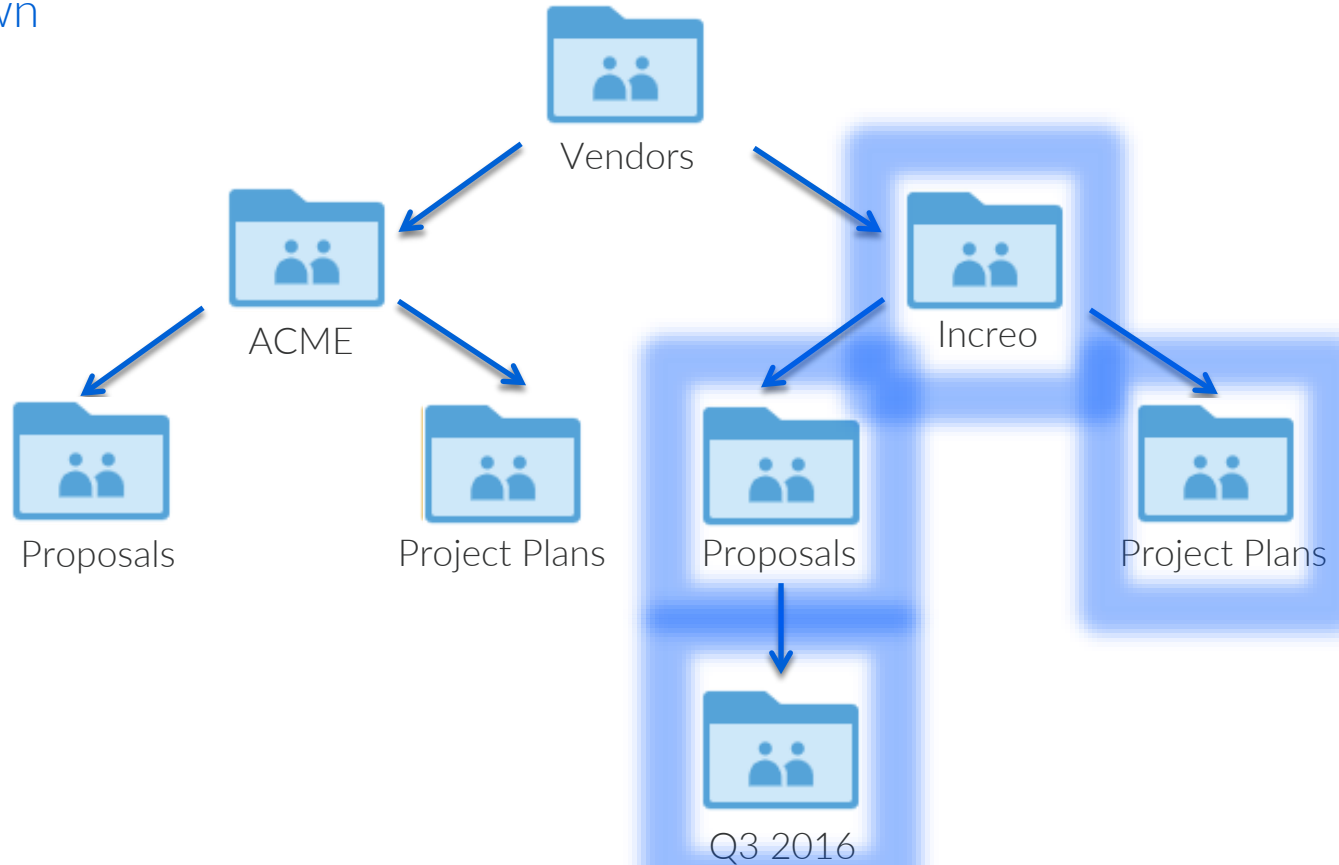 Vendors
ACME
Increo
Proposals
Project Plans
Proposals
Project Plans
Q3 2016